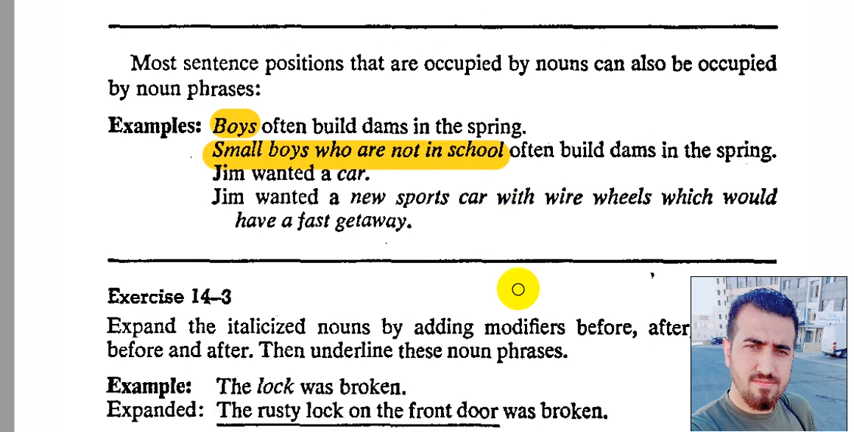 Most sentence positions that are occupied by nouns can also be occupied
by noun phrases:
Examples: Boys often build dams in the spring.
Small boys who are not in school often build dams in the spring.
Jim wanted a car.
Jim wanted a new sports car with wire wheels which would
have a fast getaway.
Exercise 14–3
Expand the italicized nouns by adding modifiers before, after
before and after. Then underline these noun phrases.
Example: The lock was broken.
Expanded: The rusty lock on the front door was broken.